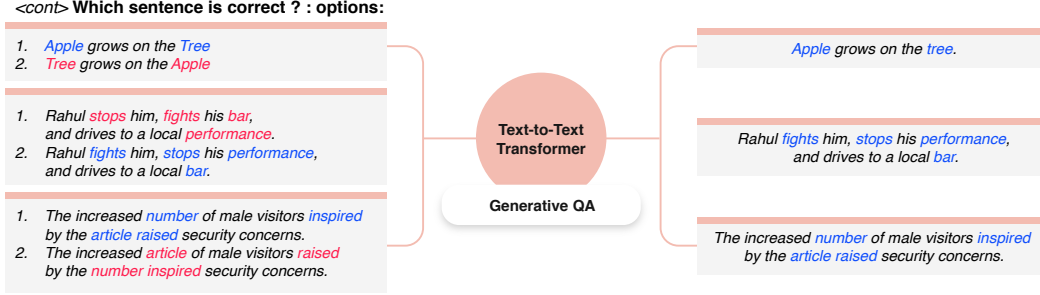 <cont> Which sentence is correct ? : options:
1. Apple grows on the Tree
2. Tree grows on the Apple
1. Rahul stops him, fights his bar,
and drives to a local performance.
2. Rahul fights him, stops his performance,
and drives to a local bar.
1. The increased number of male visitors inspired
by the article raised security concerns.
2. The increased article of male visitors raised
by the number inspired security concerns.
Text-to-Text
Transformer
Generative QA
Apple grows on the tree.
Rahul fights him, stops his performance,
and drives to a local bar.
The increased number of male visitors inspired
by the article raised security concerns.